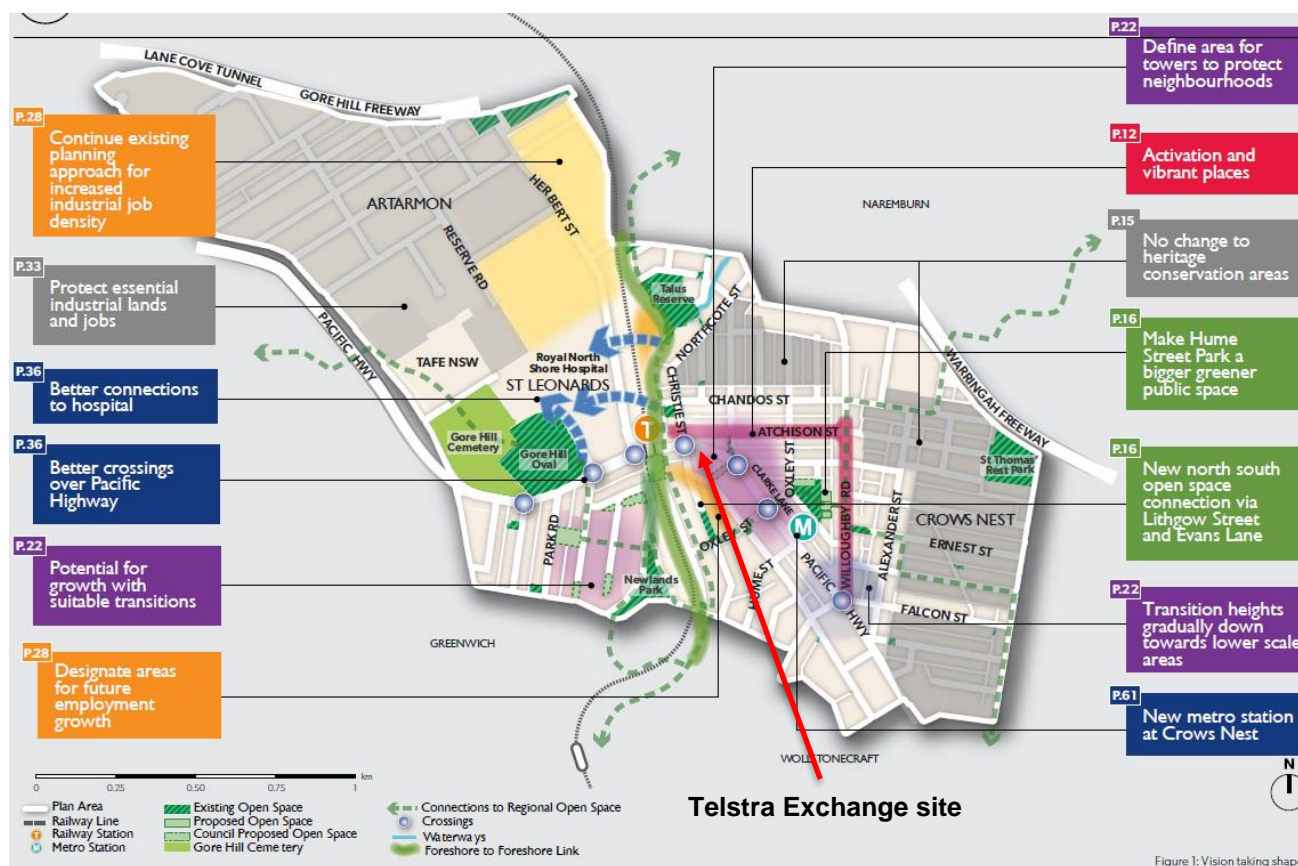 P.28
Continue existing
planning
approach for
increased
industrial job
density
P.33
Protect essential
industrial lands
and jobs
P.36
Better connections
to hospital
P.36
Better crossings
over Pacific
Highway
P.22
Potential for
growth with
suitable transitions
P.28
Designate areas
for future
employment
growth
LANE COVE TUNNEL
GORE HILL FREEWAY
ARTARMON
HERBERT ST
RESERVE RD
PACIFIC HWY
TAFE NSW
Royal North
Shore Hospital
ST LEONARDS
Gore Hill
Cemetery
Gore Hill
Oval
Talus
Reserve
NORTHCOTE ST
CHRISTIE ST
CHANDOS ST
ATCHISON ST
T
CLARKE LANE
OXLEY ST
OXLEY ST
M
HUME ST
PACIFIC HWY
WILLOUGHBY RD
ALEXANDER ST
CROWS NEST
ERNEST ST
FALCON ST
St Thomas
Rest Park
WARRINGAH FREEWAY
NAREMBURN
PARK RD
Newlands
Park
GREENWICH
WOLLSTONECRAFT
P.22
Define area for
towers to protect
neighbourhoods
P.12
Activation and
vibrant places
P.15
No change to
heritage
conservation areas
P.16
Make Hume
Street Park a
bigger greener
public space
P.16
New north south
open space
connection via
Lithgow Street
and Evans Lane
P.22
Transition heights
gradually down
towards lower scale
areas
P.61
New metro station
at Crows Nest
N
0 0.25 0.50 0.75 1 km
Plan Area
Railway Line
T Railway Station
M Metro Station
Existing Open Space
Proposed Open Space
Council Proposed Open Space
Gore Hill Cemetery
Connections to Regional Open Space
Crossings
Waterways
Foreshore to Foreshore Link
Telstra Exchange site
Figure 1: Vision taking shap